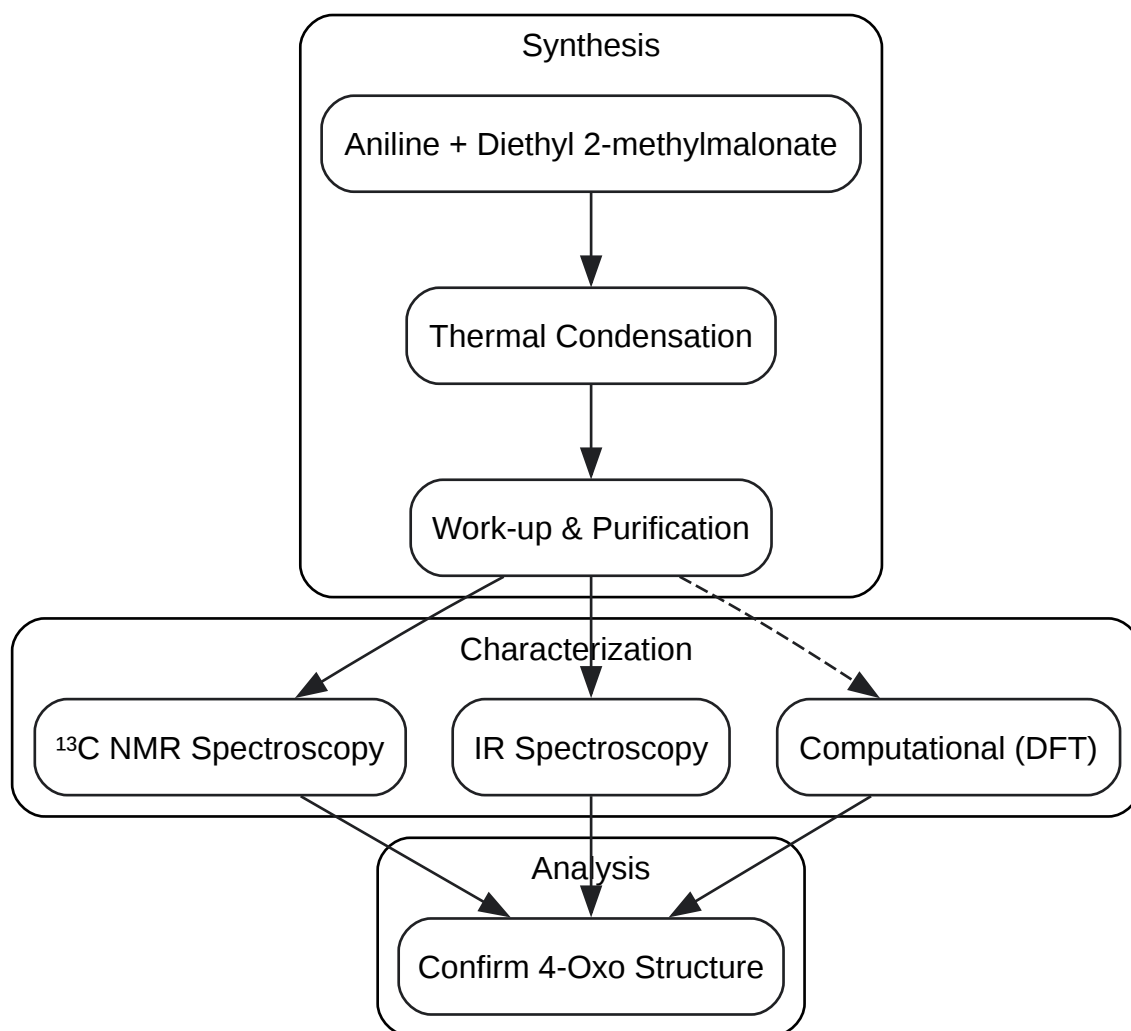 Synthesis
Aniline + Diethyl 2-methylmalonate
Thermal Condensation
Work-up & Purification
Characterization
¹³C NMR Spectroscopy
IR Spectroscopy
Computational (DFT)
Analysis
Confirm 4-Oxo Structure